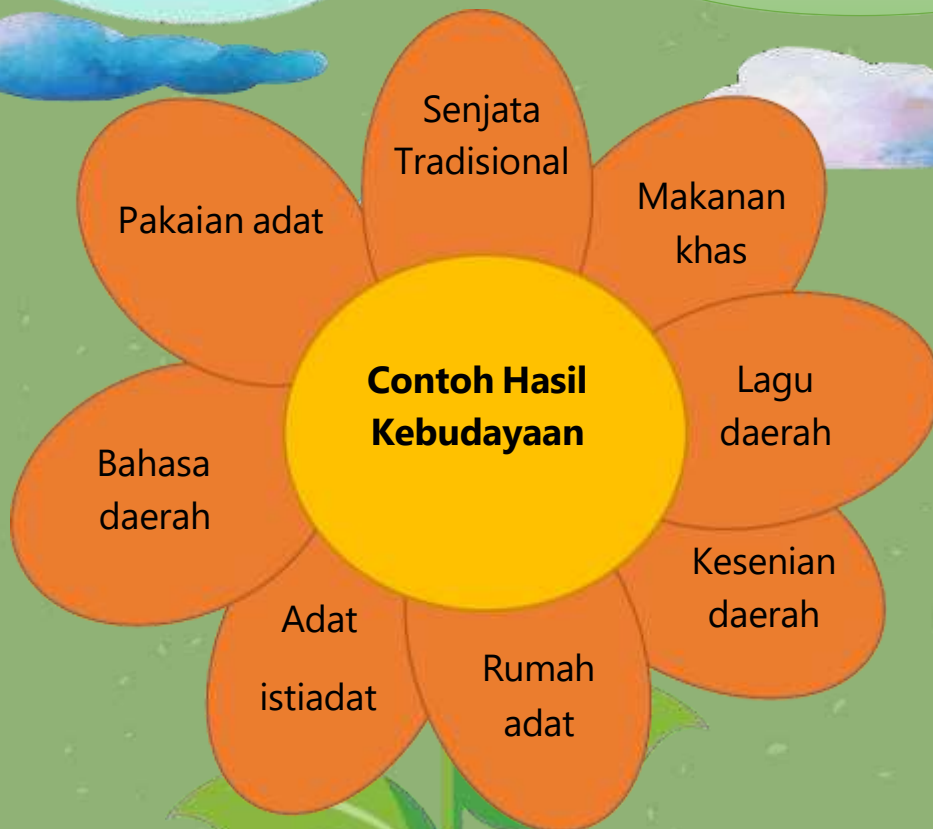 Contoh Hasil
Kebudayaan
Senjata
Tradisional
Makanan
khas
Lagu
daerah
Kesenian
daerah
Rumah
adat
Adat
istiadat
Bahasa
daerah
Pakaian adat